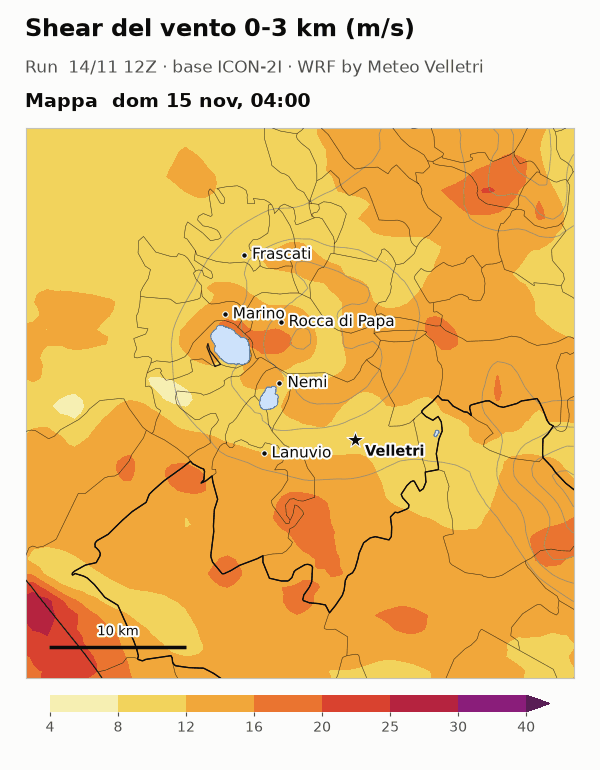 Shear del vento 0-3 km (m/s)
Run  14/11 12Z · base ICON-2I · WRF by Meteo Velletri
Mappa  dom 15 nov, 04:00
Frascati
Marino
Rocca di Papa
Nemi
Velletri
Lanuvio
10 km
4 8 12 16 20 25 30 40